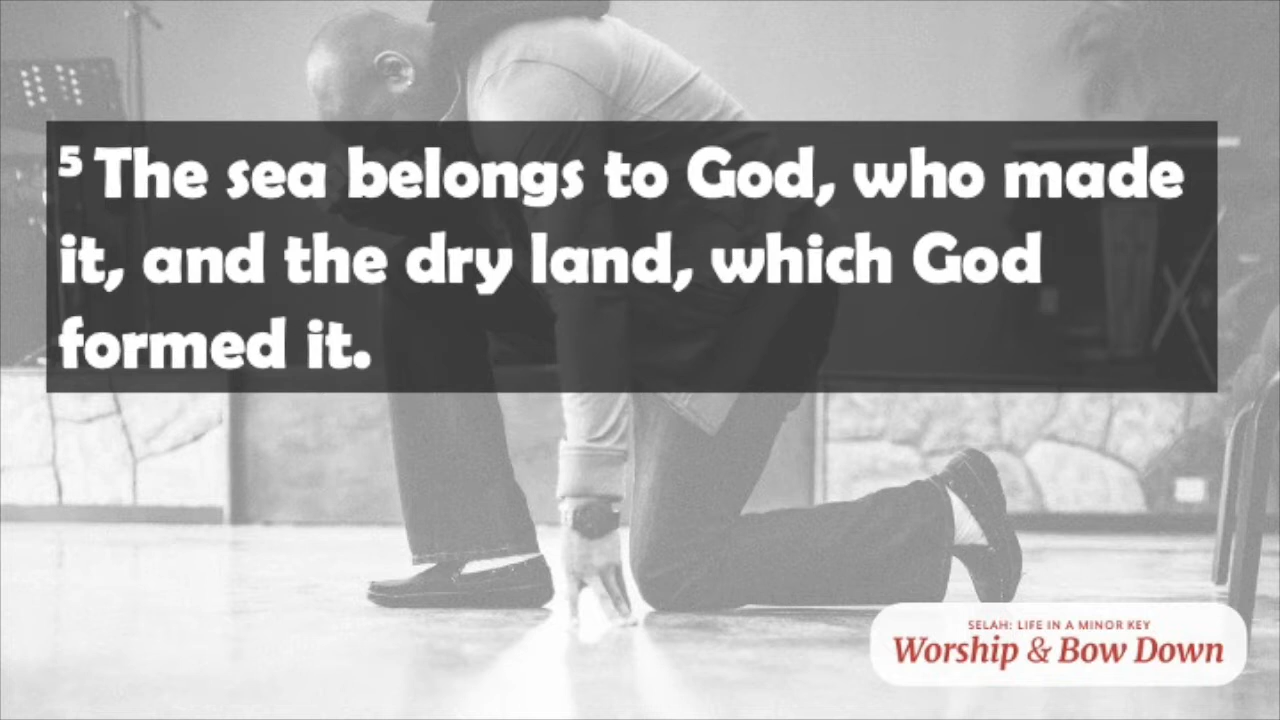 ⁵ The sea belongs to God, who made
it, and the dry land, which God
formed it.
SELAH: LIFE IN A MINOR KEY
Worship & Bow Down